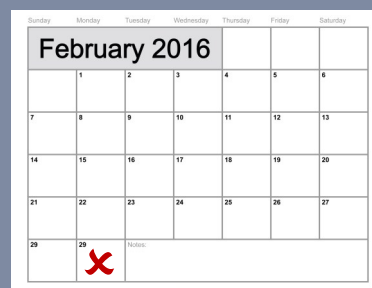 Sunday Monday Tuesday Wednesday Thursday Friday Saturday
February 2016
1 2 3 4 5 6
7 8 9 10 11 12 13
14 15 16 17 18 19 20
21 22 23 24 25 26 27
29 29 Notes: